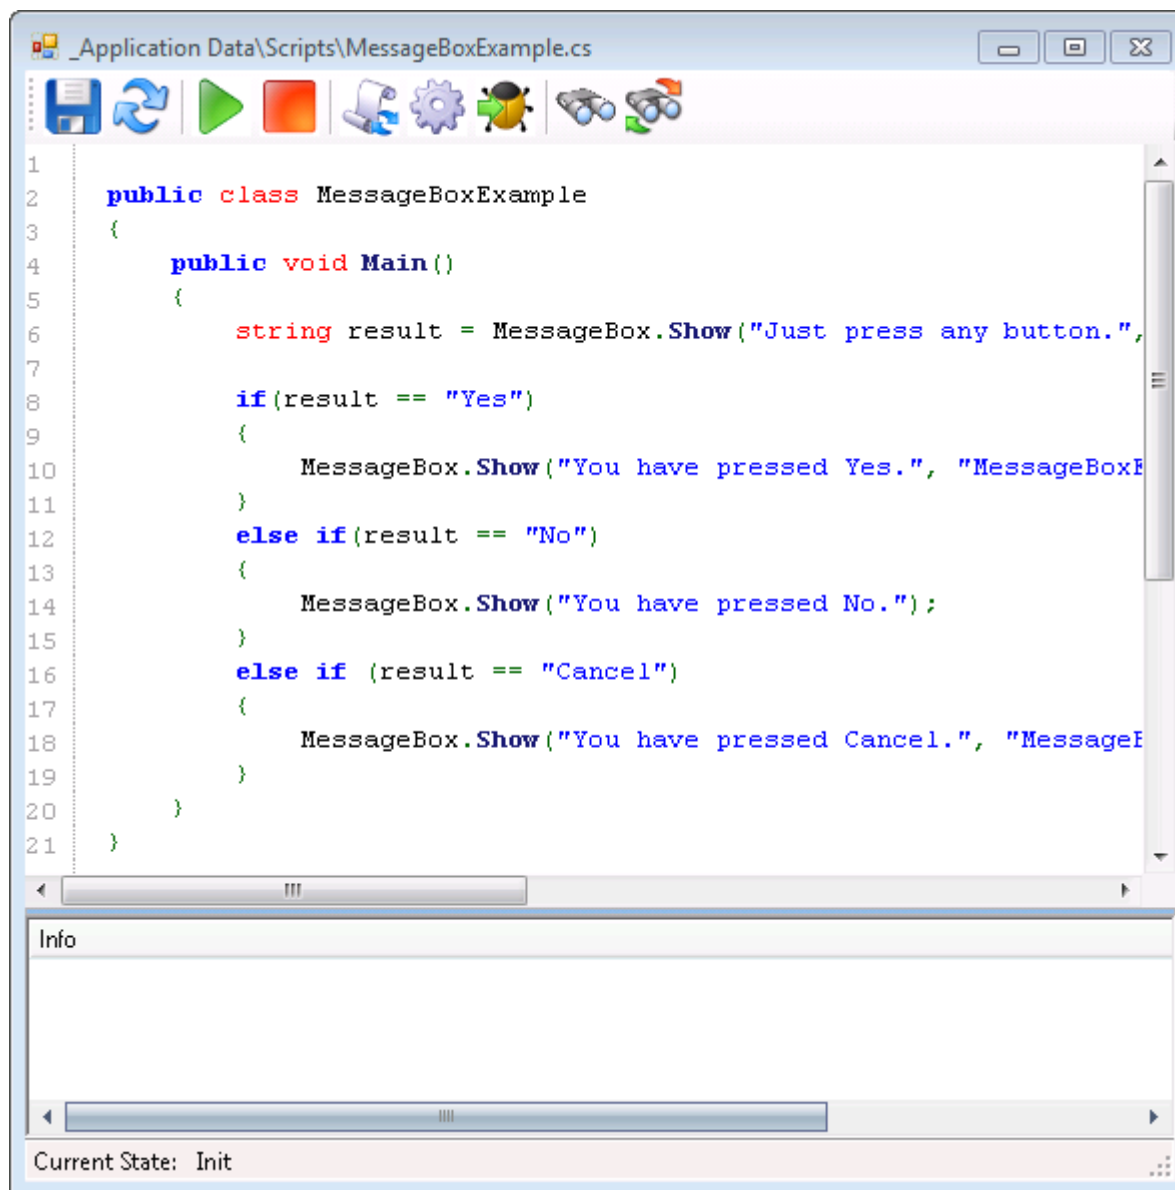 _Application Data\Scripts\MessageBoxExample.cs
1
2 public class MessageBoxExample
3 {
4 public void Main()
5 {
6 string result = MessageBox.Show("Just press any button.",
7
8 if(result == "Yes")
9 {
10 MessageBox.Show("You have pressed Yes.", "MessageBoxE
11 }
12 else if(result == "No")
13 {
14 MessageBox.Show("You have pressed No.");
15 }
16 else if (result == "Cancel")
17 {
18 MessageBox.Show("You have pressed Cancel.", "MessageB
19 }
20 }
21 }
Info
Current State: Init